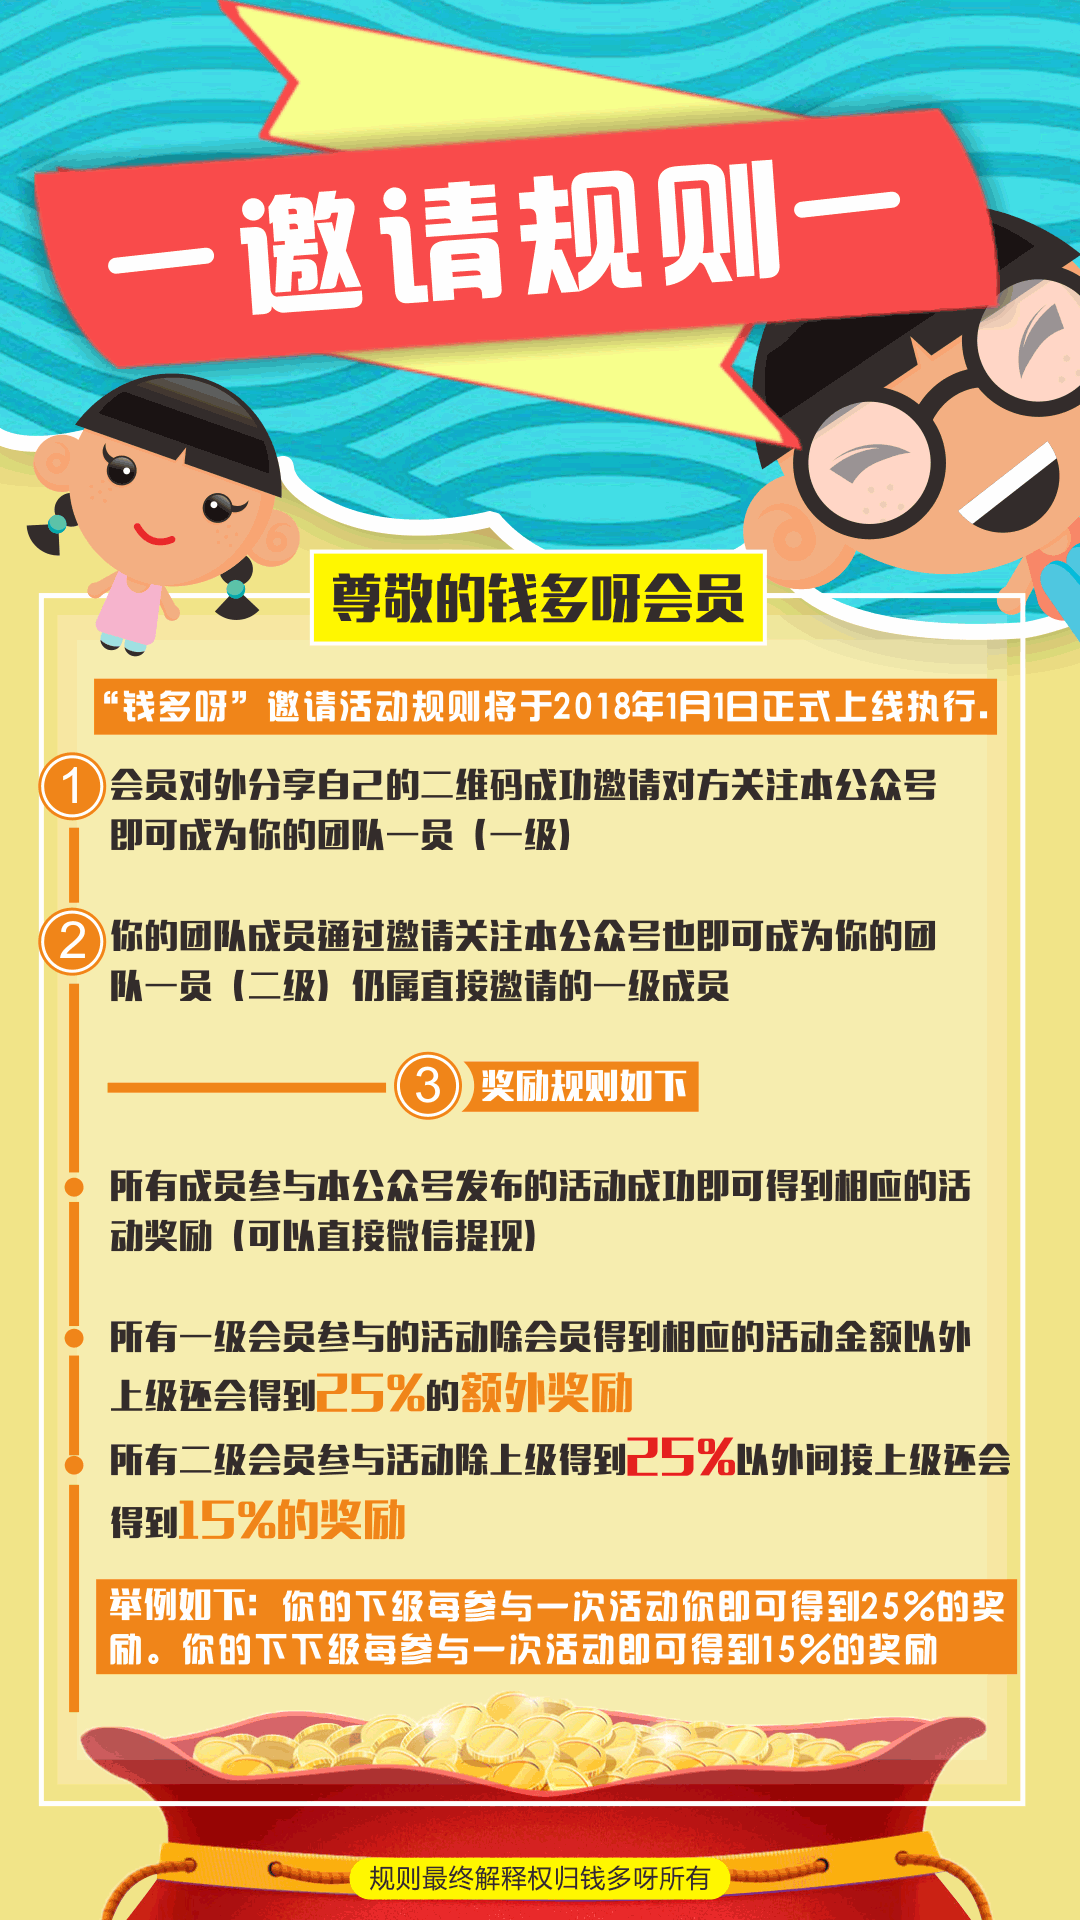 一邀请规则一
尊敬的钱多呀会员
“钱多呀”邀请活动规则将于2018年1月1日正式上线执行.
1 会员对外分享自己的二维码成功邀请对方关注本公众号
即可成为你的团队一员（一级）
2 你的团队成员通过邀请关注本公众号也即可成为你的团
队一员（二级）仍属直接邀请的一级成员
3 奖励规则如下
所有成员参与本公众号发布的活动成功即可得到相应的活
动奖励（可以直接微信提现）
所有一级会员参与的活动除会员得到相应的活动金额以外
上级还会得到25%的额外奖励
所有二级会员参与活动除上级得到25%以外间接上级还会
得到15%的奖励
举例如下：你的下级每参与一次活动你即可得到25%的奖
励。你的下下级每参与一次活动即可得到15%的奖励
规则最终解释权归钱多呀所有